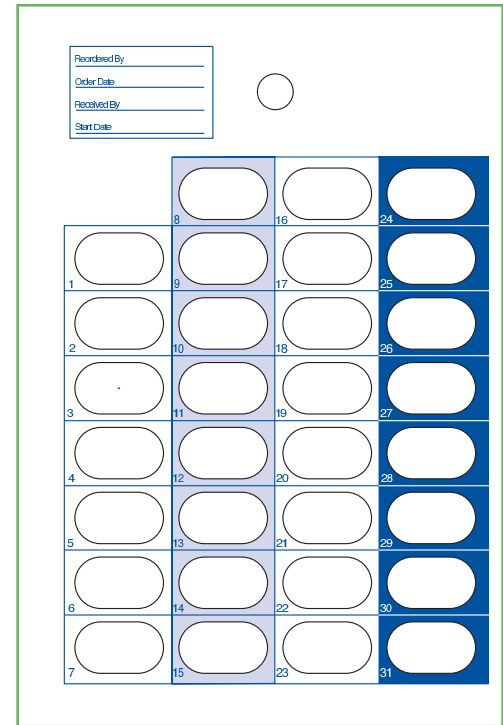 Reordered By
Order Date
Received By
Start Date
8 16 24
1 9 17 25
2 10 18 26
3 11 19 27
4 12 20 28
5 13 21 29
6 14 22 30
7 15 23 31